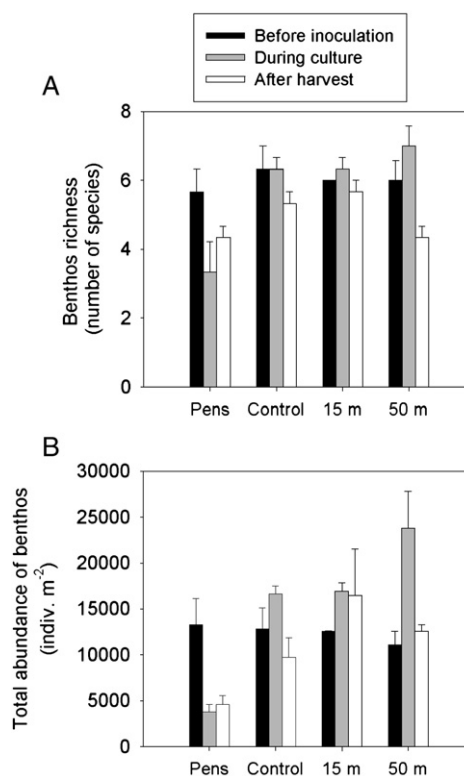 Before inoculation
During culture
After harvest
A
Benthos richness
(number of species)
8
6
4
2
0
Pens Control 15 m 50 m
B
Total abundance of benthos
(indiv. m⁻²)
30000
25000
20000
15000
10000
5000
0
Pens Control 15 m 50 m